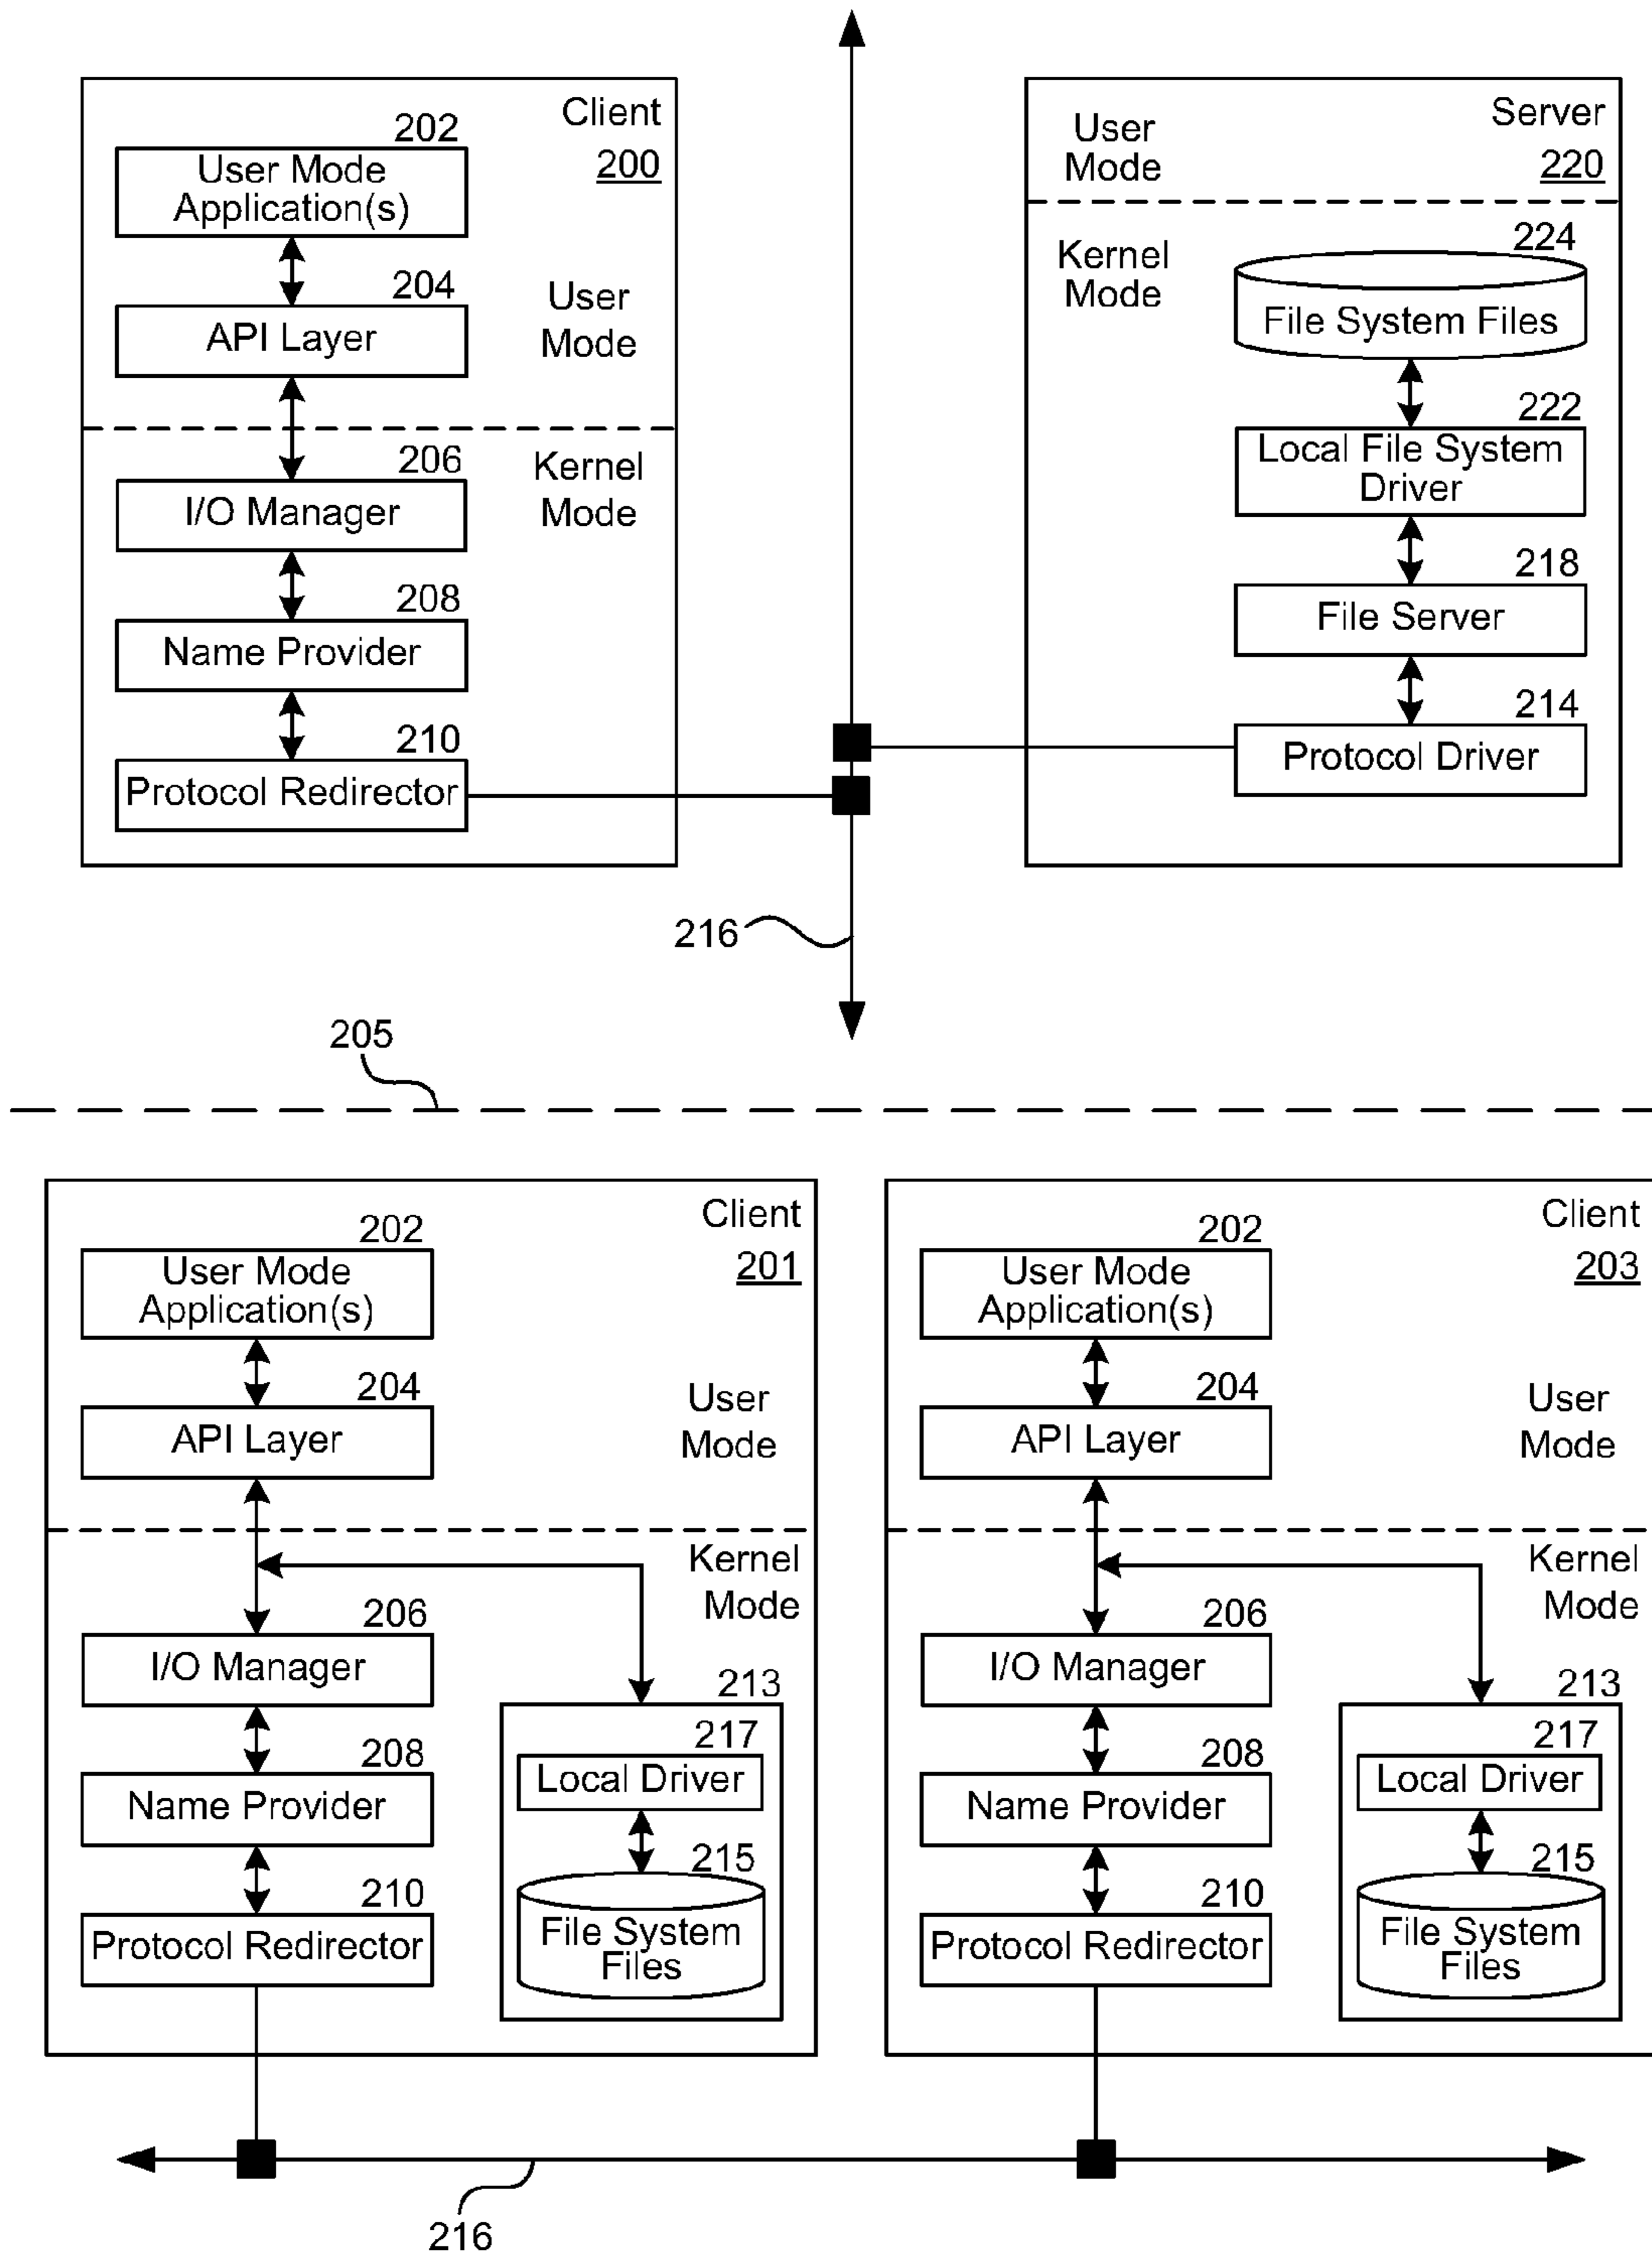 Client
200
202
User Mode
Application(s)
204
API Layer
User
Mode
206
I/O Manager
Kernel
Mode
208
Name Provider
210
Protocol Redirector
Server
220
User
Mode
Kernel
Mode
224
File System Files
222
Local File System
Driver
218
File Server
214
Protocol Driver
216
205
Client
201
202
User Mode
Application(s)
204
API Layer
User
Mode
Kernel
Mode
206
I/O Manager
208
Name Provider
210
Protocol Redirector
213
217
Local Driver
215
File System
Files
Client
203
202
User Mode
Application(s)
204
API Layer
User
Mode
Kernel
Mode
206
I/O Manager
208
Name Provider
210
Protocol Redirector
213
217
Local Driver
215
File System
Files
216